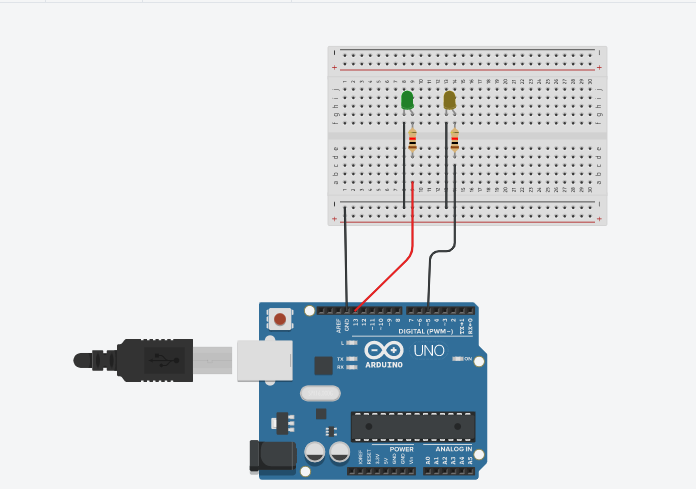 AREF
GND
13
12
~11
~10
~9
8
7
~6
~5
4
~3
2
TX→1
RX←0
DIGITAL (PWM~)
L
TX
RX
ARDUINO
UNO
ON
POWER
ANALOG IN
IOREF
RESET
3.3V
5V
GND
GND
Vin
A0
A1
A2
A3
A4
A5